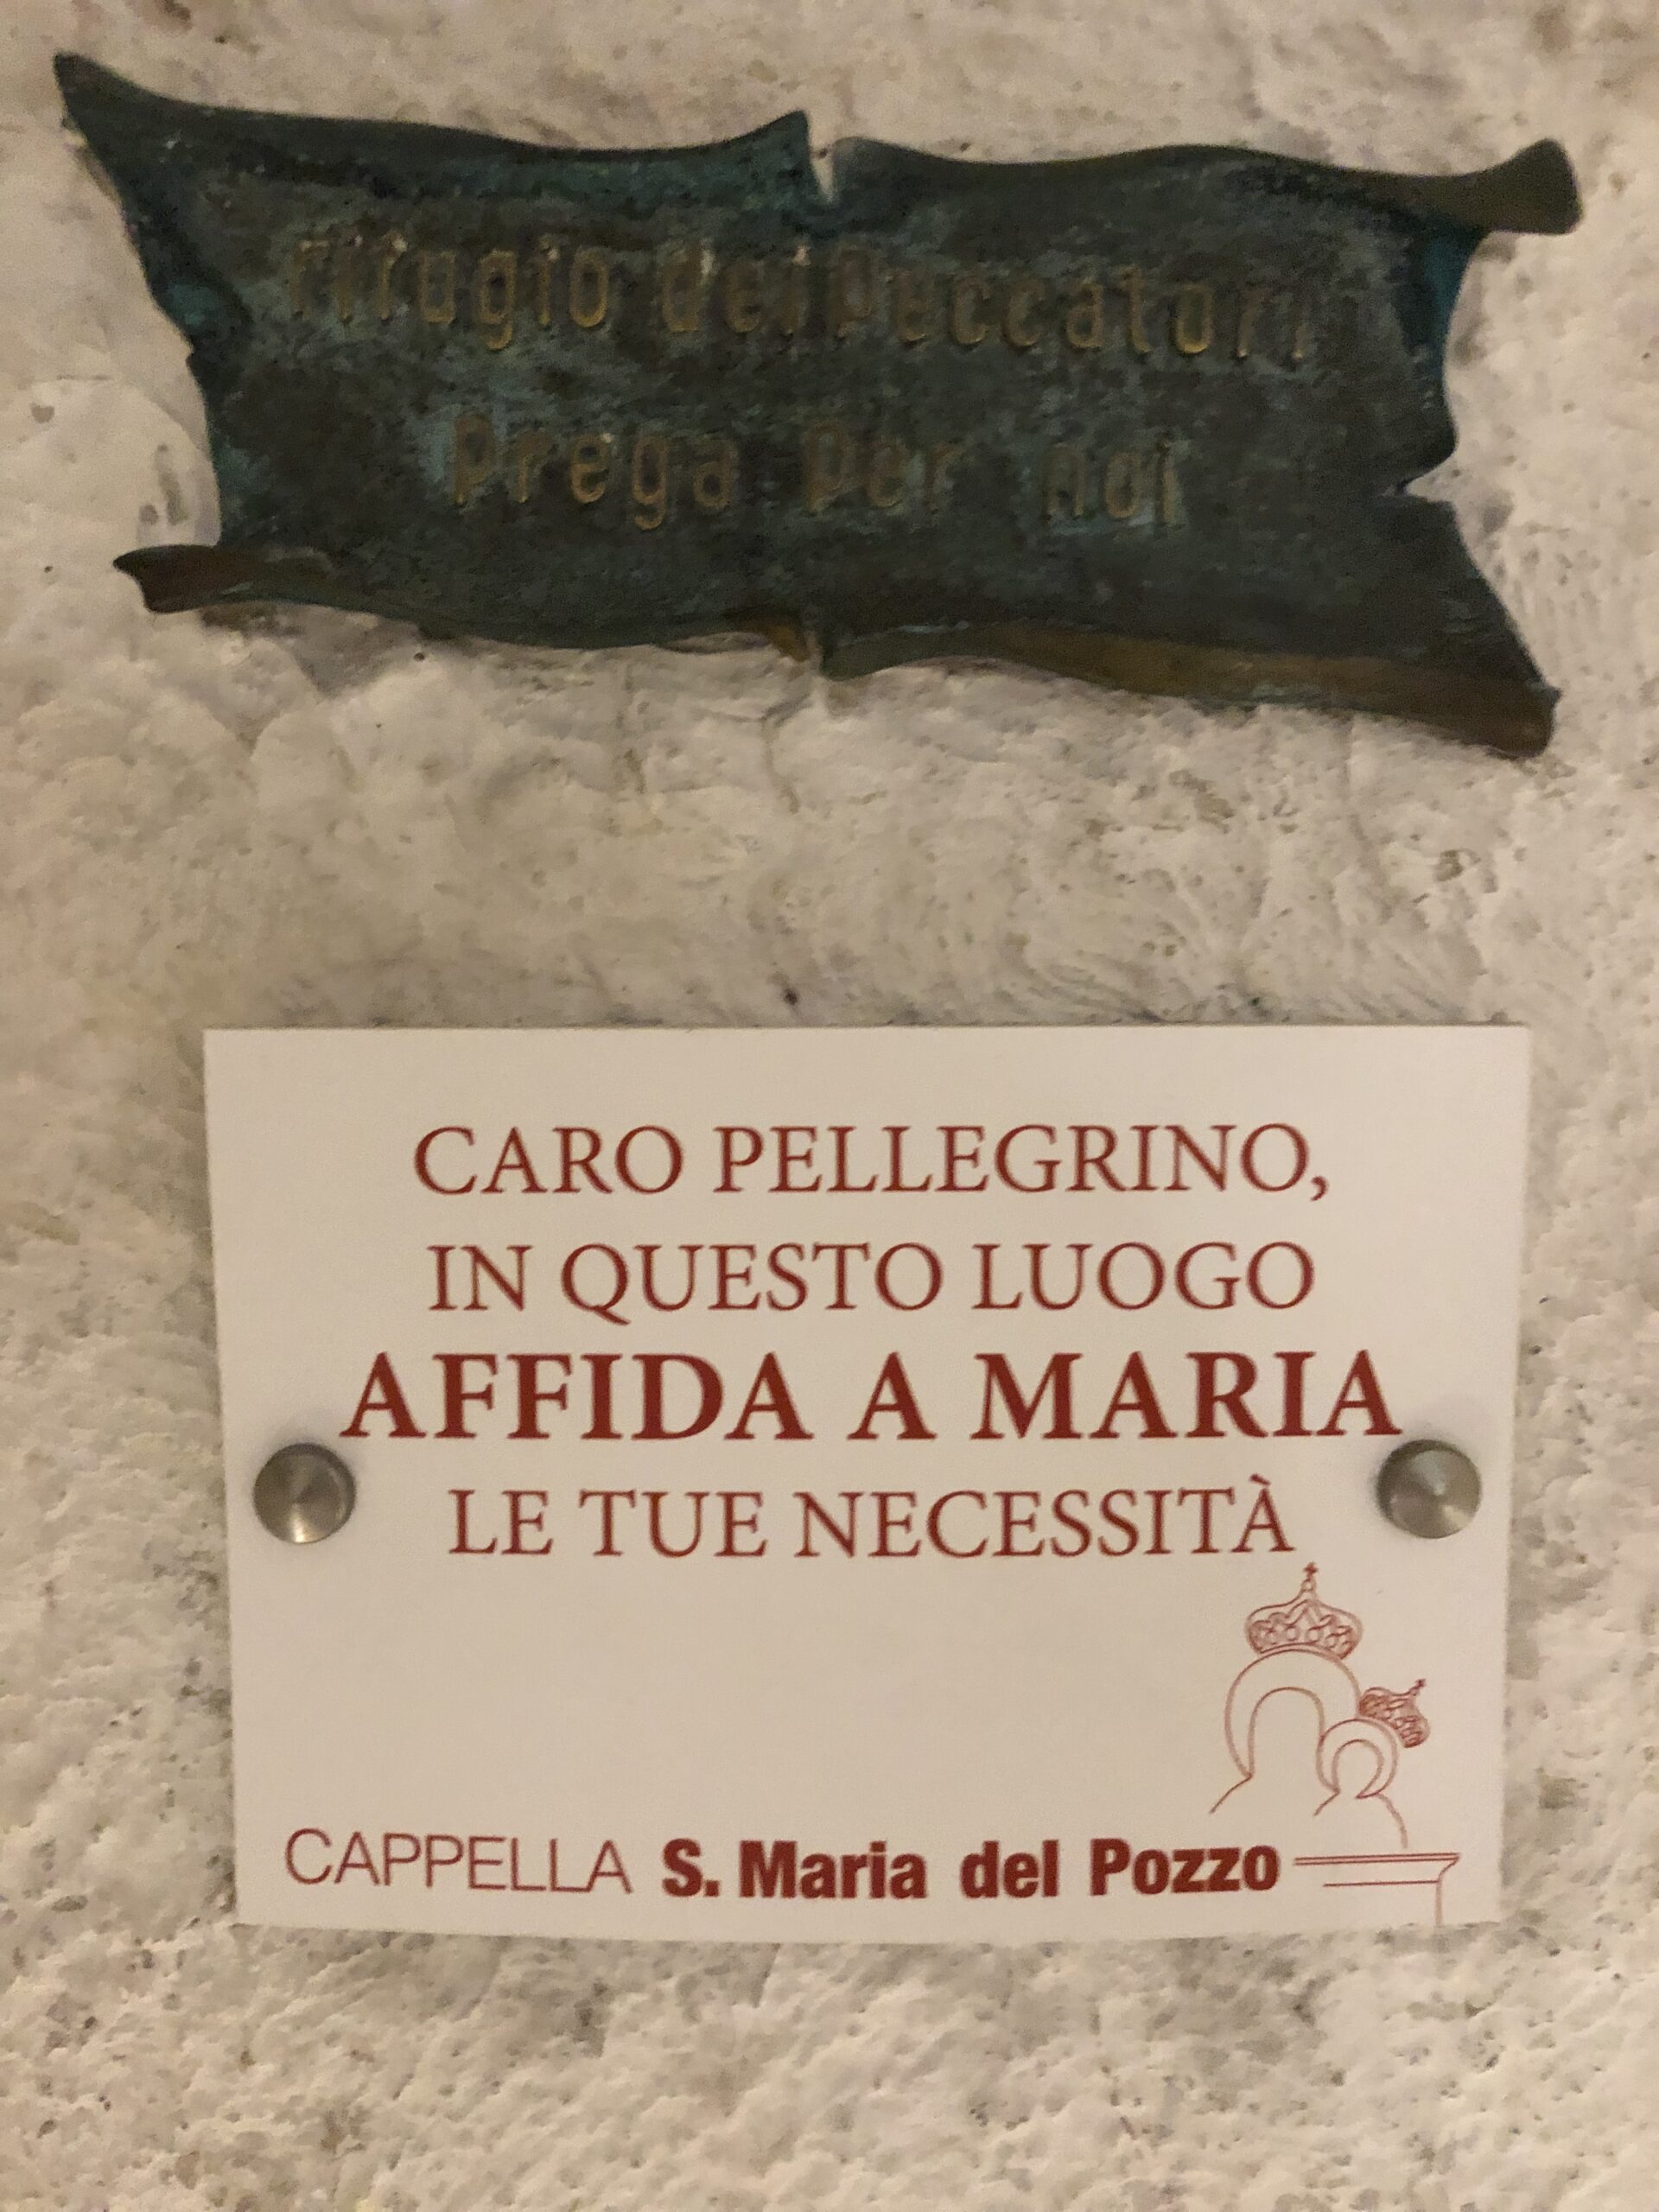 rifugio dei Peccatori
Prega Per noi
CARO PELLEGRINO,
IN QUESTO LUOGO
AFFIDA A MARIA
LE TUE NECESSITÀ
CAPPELLA S. Maria del Pozzo